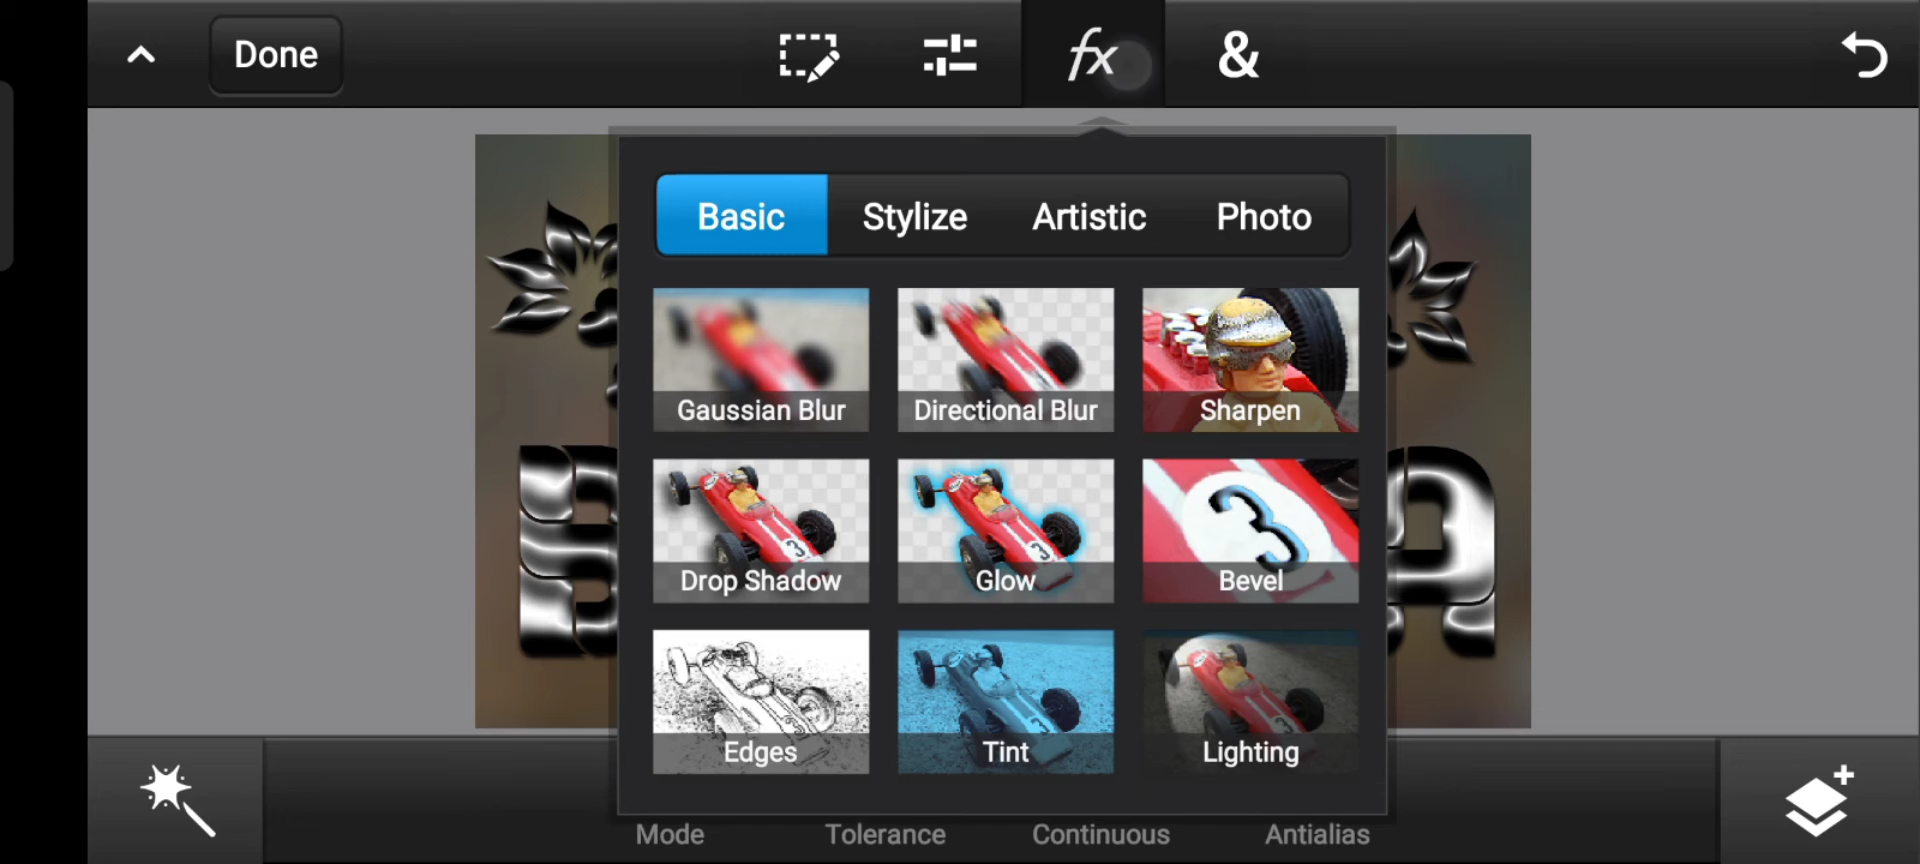 Done
fx
&
Basic Stylize Artistic Photo
Gaussian Blur Directional Blur Sharpen
Drop Shadow Glow Bevel
Edges Tint Lighting
Mode Tolerance Continuous Antialias